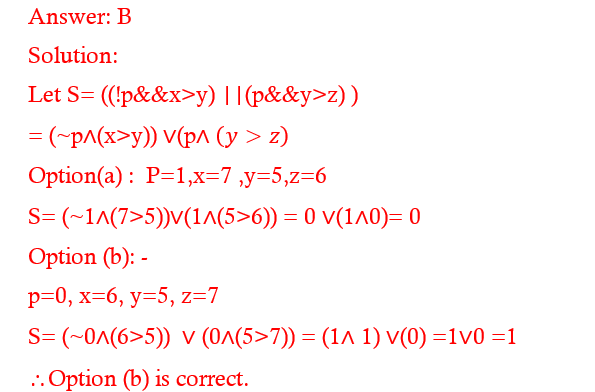 Answer: B
Solution:
Let S= ((!p&&x>y) ||(p&&y>z) )
= (~p∧(x>y)) ∨(p∧ (y > z)
Option(a) :  P=1,x=7 ,y=5,z=6
S= (~1∧(7>5))∨(1∧(5>6)) = 0 ∨(1∧0)= 0
Option (b): -
p=0, x=6, y=5, z=7
S= (~0∧(6>5))  ∨ (0∧(5>7)) = (1∧ 1) ∨(0) =1∨0 =1
∴Option (b) is correct.